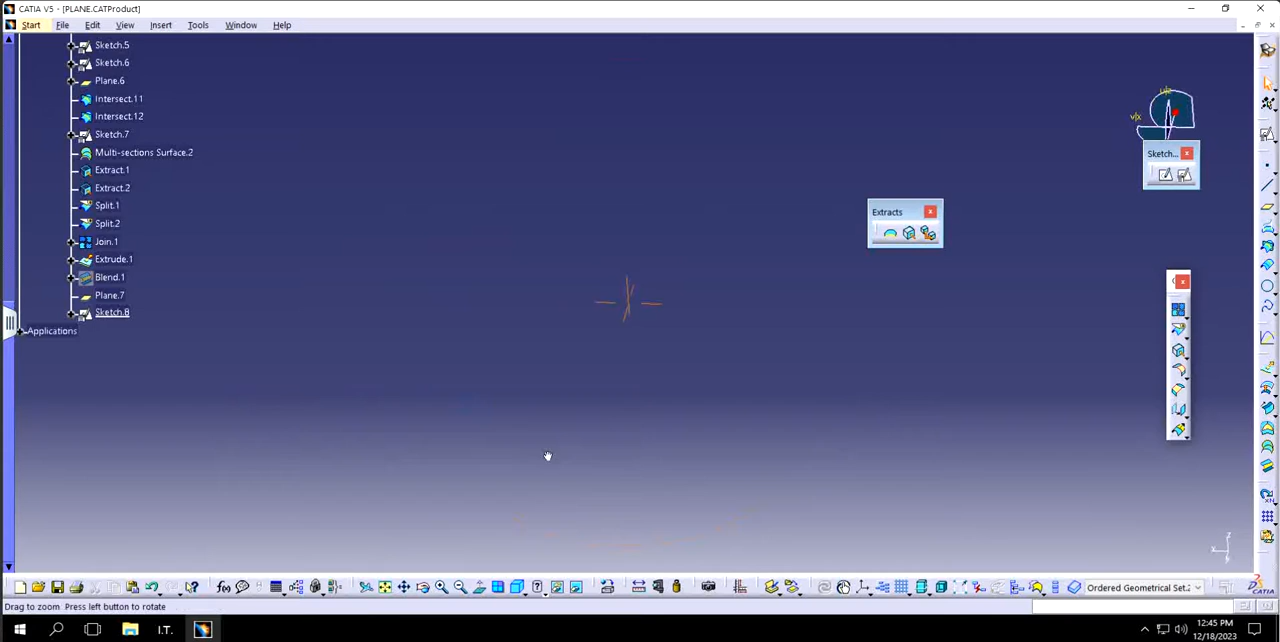 CATIA V5 - [PLANE.CATProduct]
Start File Edit View Insert Tools Window Help
Sketch.5
Sketch.6
Plane.6
Intersect.11
Intersect.12
Sketch.7
Multi-sections Surface.2
Extract.1
Extract.2
Split.1
Split.2
Join.1
Extrude.1
Blend.1
Plane.7
Sketch.8
Applications
Extracts
Sketch...
Ordered Geometrical Set.2
CATIA
Drag to zoom Press left button to rotate
I.T.
12:45 PM
12/18/2023